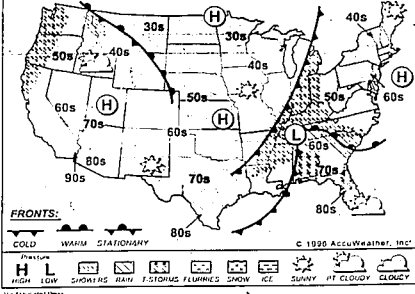 30s H 30s 40s
50s 40s 40s H
60s H 50s 50s 60s
70s 60s H L 60s
80s 70s 70s
90s 80s
80s
FRONTS:
COLD WARM STATIONARY
© 1990 AccuWeather, Inc.
Pressure
H L
HIGH LOW SHOWERS RAIN T-STORMS FLURRIES SNOW ICE SUNNY PT CLOUDY CLOUDY